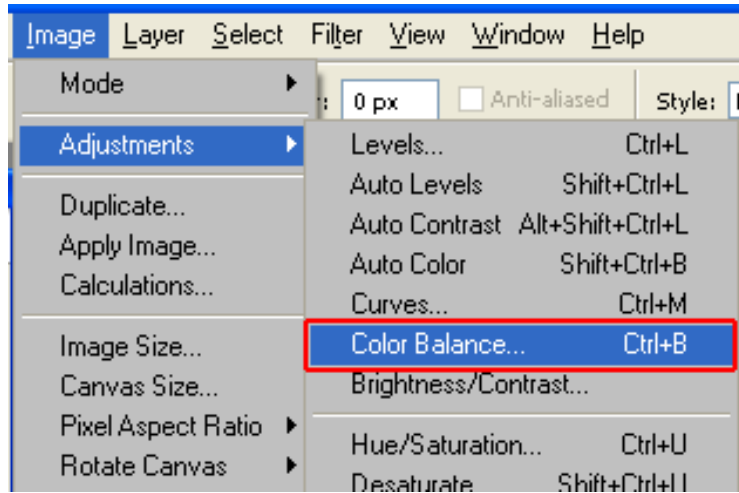 Image Layer Select Filter View Window Help
Mode
0 px Anti-aliased Style:
Adjustments
Duplicate...
Apply Image...
Calculations...
Image Size...
Canvas Size...
Pixel Aspect Ratio
Rotate Canvas
Levels... Ctrl+L
Auto Levels Shift+Ctrl+L
Auto Contrast Alt+Shift+Ctrl+L
Auto Color Shift+Ctrl+B
Curves... Ctrl+M
Color Balance... Ctrl+B
Brightness/Contrast...
Hue/Saturation... Ctrl+U
Desaturate Shift+Ctrl+U